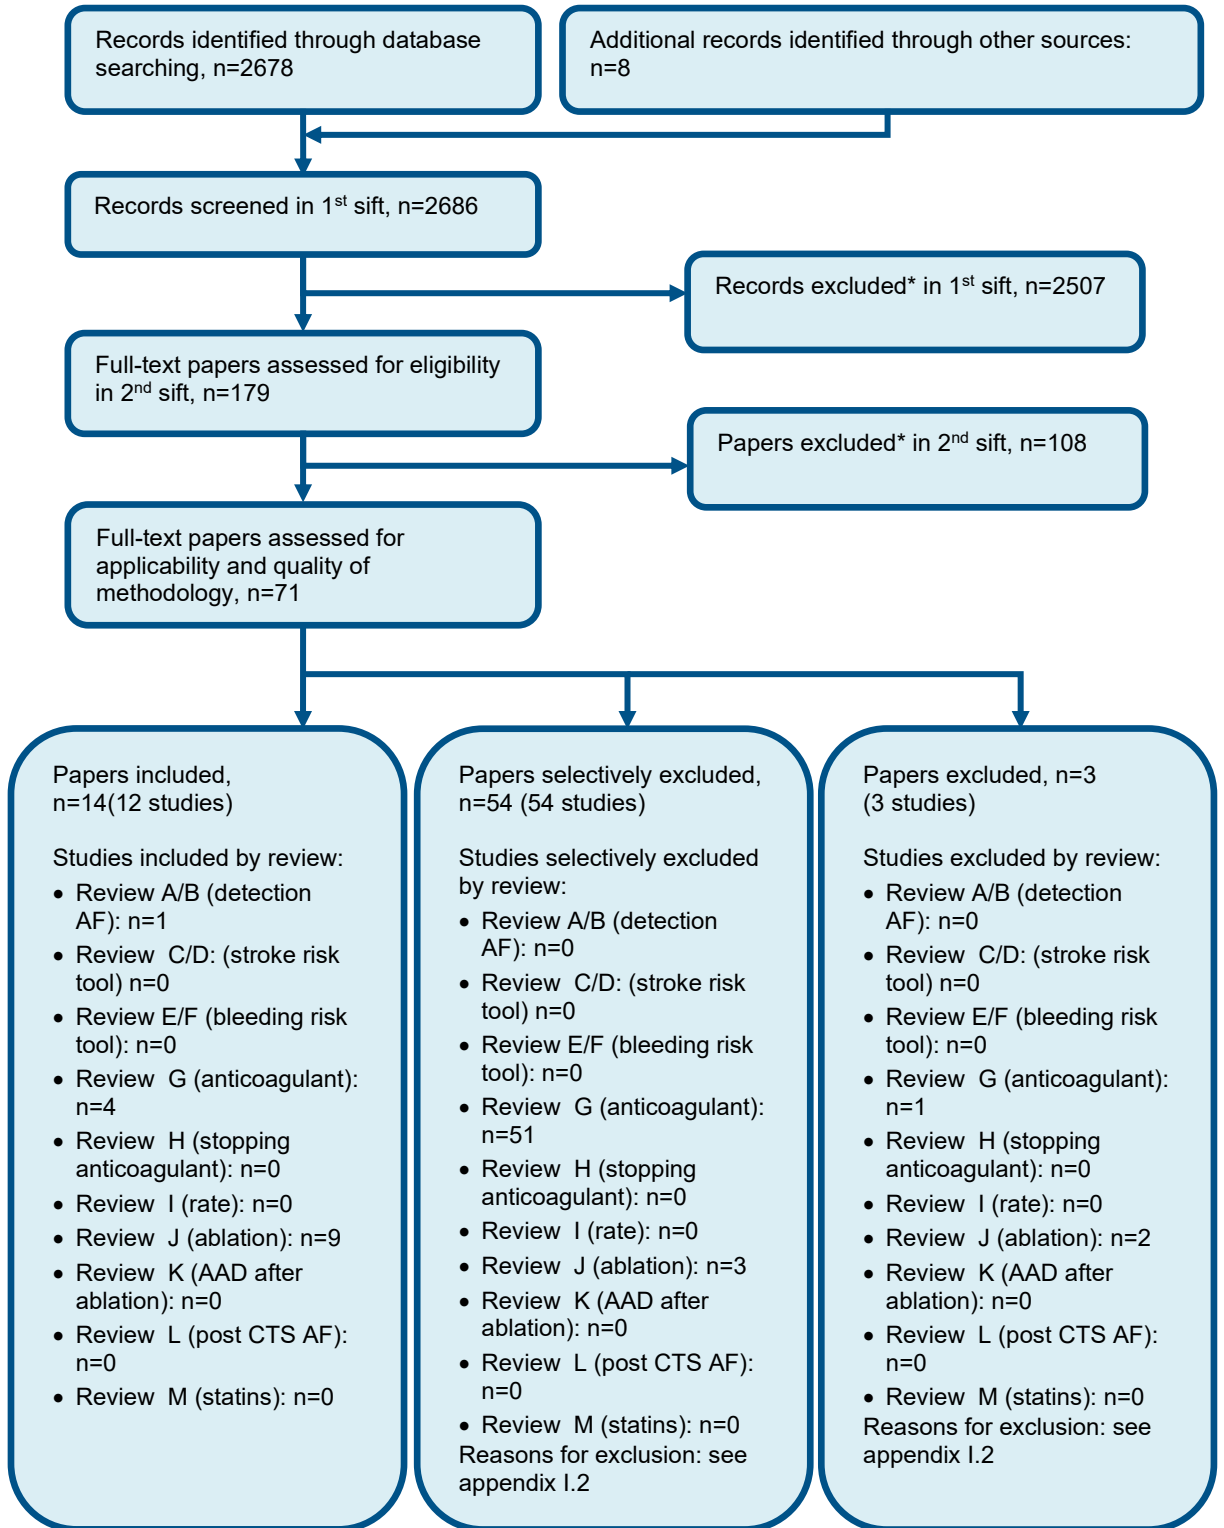 Records identified through database
searching, n=2678
Additional records identified through other sources:
n=8
Records screened in 1st sift, n=2686
Records excluded* in 1st sift, n=2507
Full-text papers assessed for eligibility
in 2nd sift, n=179
Papers excluded* in 2nd sift, n=108
Full-text papers assessed for
applicability and quality of
methodology, n=71
Papers included,
n=14(12 studies)
Studies included by review:
• Review A/B (detection
AF): n=1
• Review C/D: (stroke risk
tool) n=0
• Review E/F (bleeding risk
tool): n=0
• Review G (anticoagulant):
n=4
• Review H (stopping
anticoagulant): n=0
• Review I (rate): n=0
• Review J (ablation): n=9
• Review K (AAD after
ablation): n=0
• Review L (post CTS AF):
n=0
• Review M (statins): n=0
Papers selectively excluded,
n=54 (54 studies)
Studies selectively excluded
by review:
• Review A/B (detection
AF): n=0
• Review C/D: (stroke risk
tool) n=0
• Review E/F (bleeding risk
tool): n=0
• Review G (anticoagulant):
n=51
• Review H (stopping
anticoagulant): n=0
• Review I (rate): n=0
• Review J (ablation): n=3
• Review K (AAD after
ablation): n=0
• Review L (post CTS AF):
n=0
• Review M (statins): n=0
Reasons for exclusion: see
appendix I.2
Papers excluded, n=3
(3 studies)
Studies excluded by review:
• Review A/B (detection
AF): n=0
• Review C/D: (stroke risk
tool) n=0
• Review E/F (bleeding risk
tool): n=0
• Review G (anticoagulant):
n=1
• Review H (stopping
anticoagulant): n=0
• Review I (rate): n=0
• Review J (ablation): n=2
• Review K (AAD after
ablation): n=0
• Review L (post CTS AF):
n=0
• Review M (statins): n=0
Reasons for exclusion: see
appendix I.2